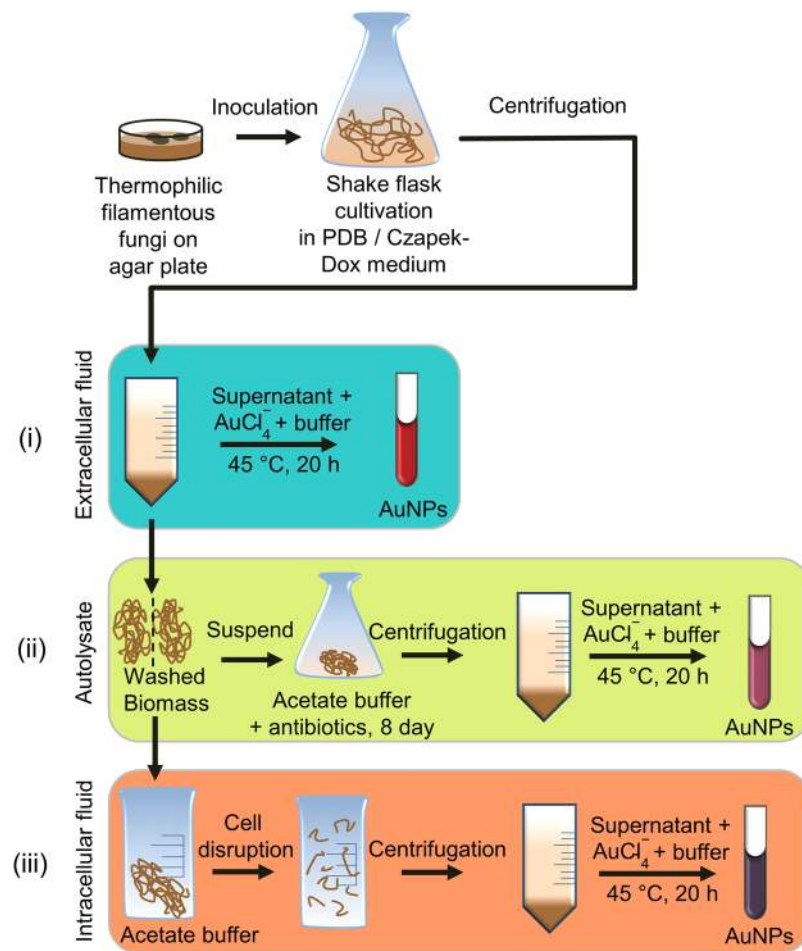 Inoculation
Centrifugation
Thermophilic
filamentous
fungi on
agar plate
Shake flask
cultivation
in PDB / Czapek-
Dox medium
(i)
Extracellular fluid
Supernatant +
AuCl₄⁻ + buffer
45 °C, 20 h
AuNPs
(ii)
Autolysate
Washed
Biomass
Suspend
Acetate buffer
+ antibiotics, 8 day
Centrifugation
Supernatant +
AuCl₄⁻ + buffer
45 °C, 20 h
AuNPs
(iii)
Intracellular fluid
Acetate buffer
Cell
disruption
Centrifugation
Supernatant +
AuCl₄⁻ + buffer
45 °C, 20 h
AuNPs